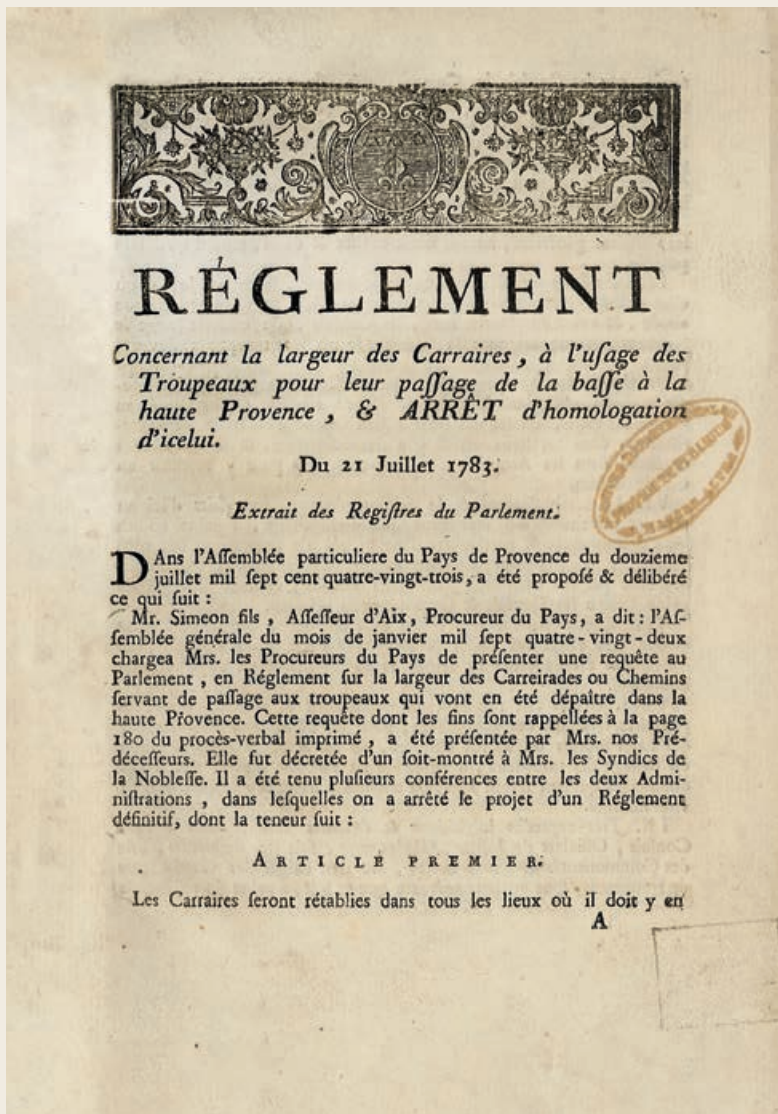 RÉGLEMENT
Concernant la largeur des Carraires, à l'uſage des
Troupeaux pour leur paſſage de la baſſe à la
haute Provence, & ARRÊT d'homologation
d'icelui.
Du 21 Juillet 1783.
Extrait des Regiſtres du Parlement.
DAns l'Aſſemblée particuliere du Pays de Provence du douzieme
juillet mil ſept cent quatre-vingt-trois, a été propoſé & délibéré
ce qui ſuit :
Mr. Simeon fils, Aſſeſſeur d'Aix, Procureur du Pays, a dit : l'Aſ-
ſemblée générale du mois de janvier mil ſept quatre-vingt-deux
chargea Mrs. les Procureurs du Pays de préſenter une requête au
Parlement, en Réglement ſur la largeur des Carreirades ou Chemins
ſervant de paſſage aux troupeaux qui vont en été dépaître dans la
haute Provence. Cette requête dont les fins ſont rappellées à la page
180 du procès-verbal imprimé, a été préſentée par Mrs. nos Pré-
déceſſeurs. Elle fut décretée d'un ſoit-montré à Mrs. les Syndics de
la Nobleſſe. Il a été tenu pluſieurs conférences entre les deux Admi-
niſtrations, dans leſquelles on a arrêté le projet d'un Réglement
définitif, dont la teneur ſuit :
ARTICLE PREMIER.
Les Carraires ſeront rétablies dans tous les lieux où il doit y en
A